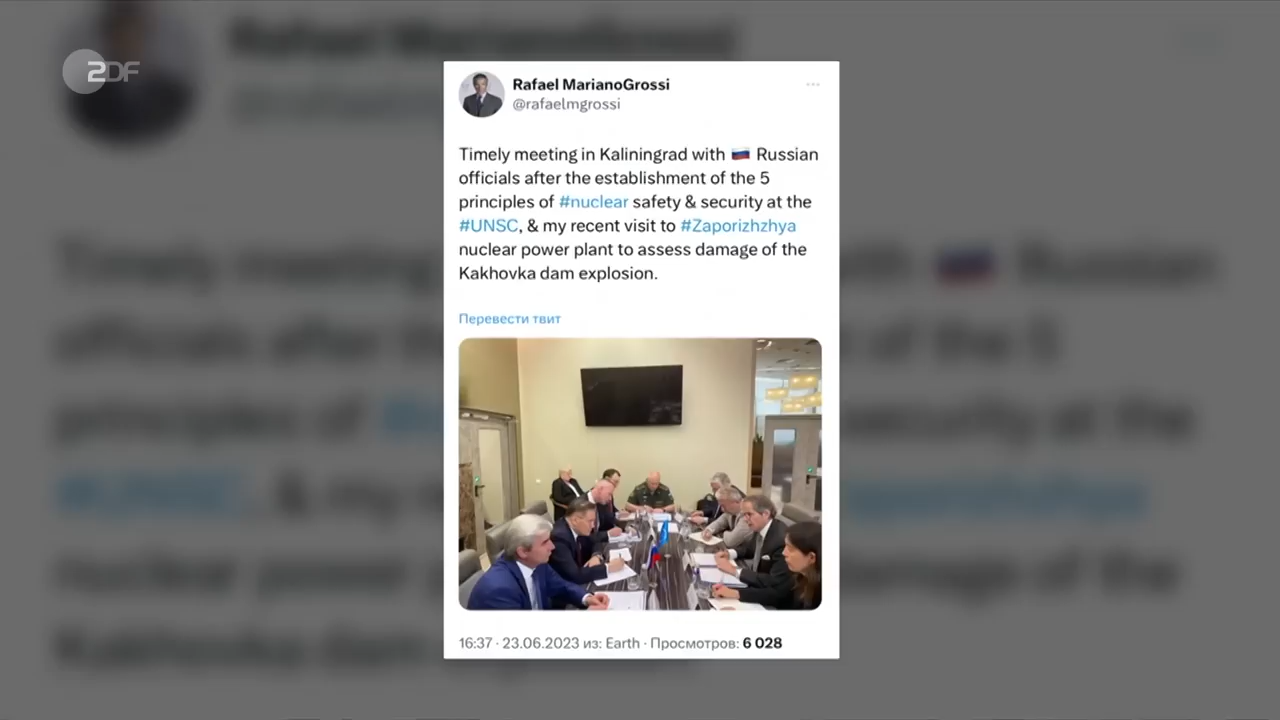 ZDF
Rafael MarianoGrossi
@rafaelmgrossi
Timely meeting in Kaliningrad with 🇷🇺 Russian
officials after the establishment of the 5
principles of #nuclear safety & security at the
#UNSC, & my recent visit to #Zaporizhzhya
nuclear power plant to assess damage of the
Kakhovka dam explosion.
Перевести твит
16:37 · 23.06.2023 из: Earth · Просмотров: 6 028